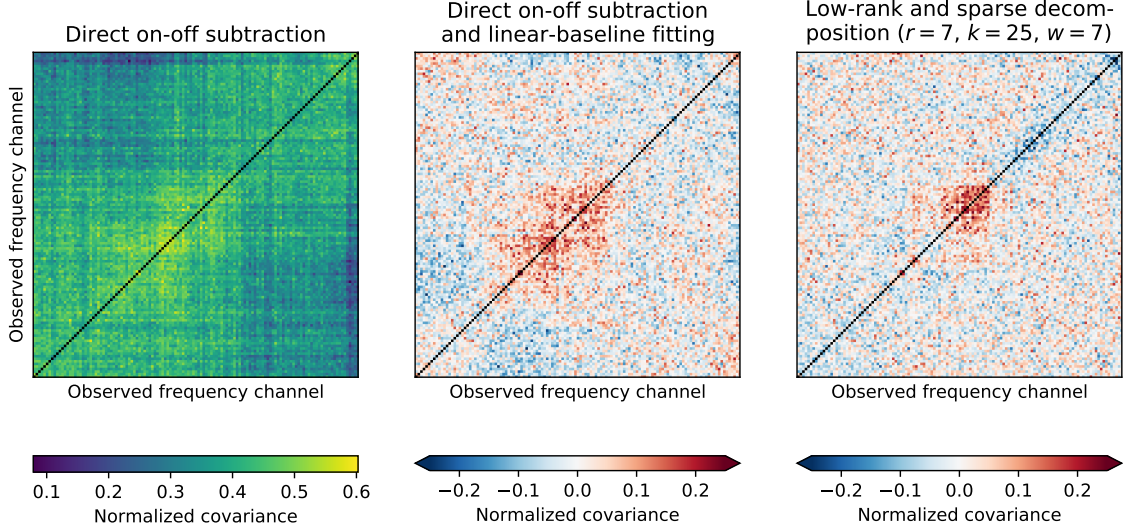 Direct on-off subtraction
Direct on-off subtraction
and linear-baseline fitting
Low-rank and sparse decom-
position (r = 7, k = 25, w = 7)
Observed frequency channel
Observed frequency channel
Observed frequency channel
Observed frequency channel
0.1 0.2 0.3 0.4 0.5 0.6
Normalized covariance
−0.2 −0.1 0.0 0.1 0.2
Normalized covariance
−0.2 −0.1 0.0 0.1 0.2
Normalized covariance